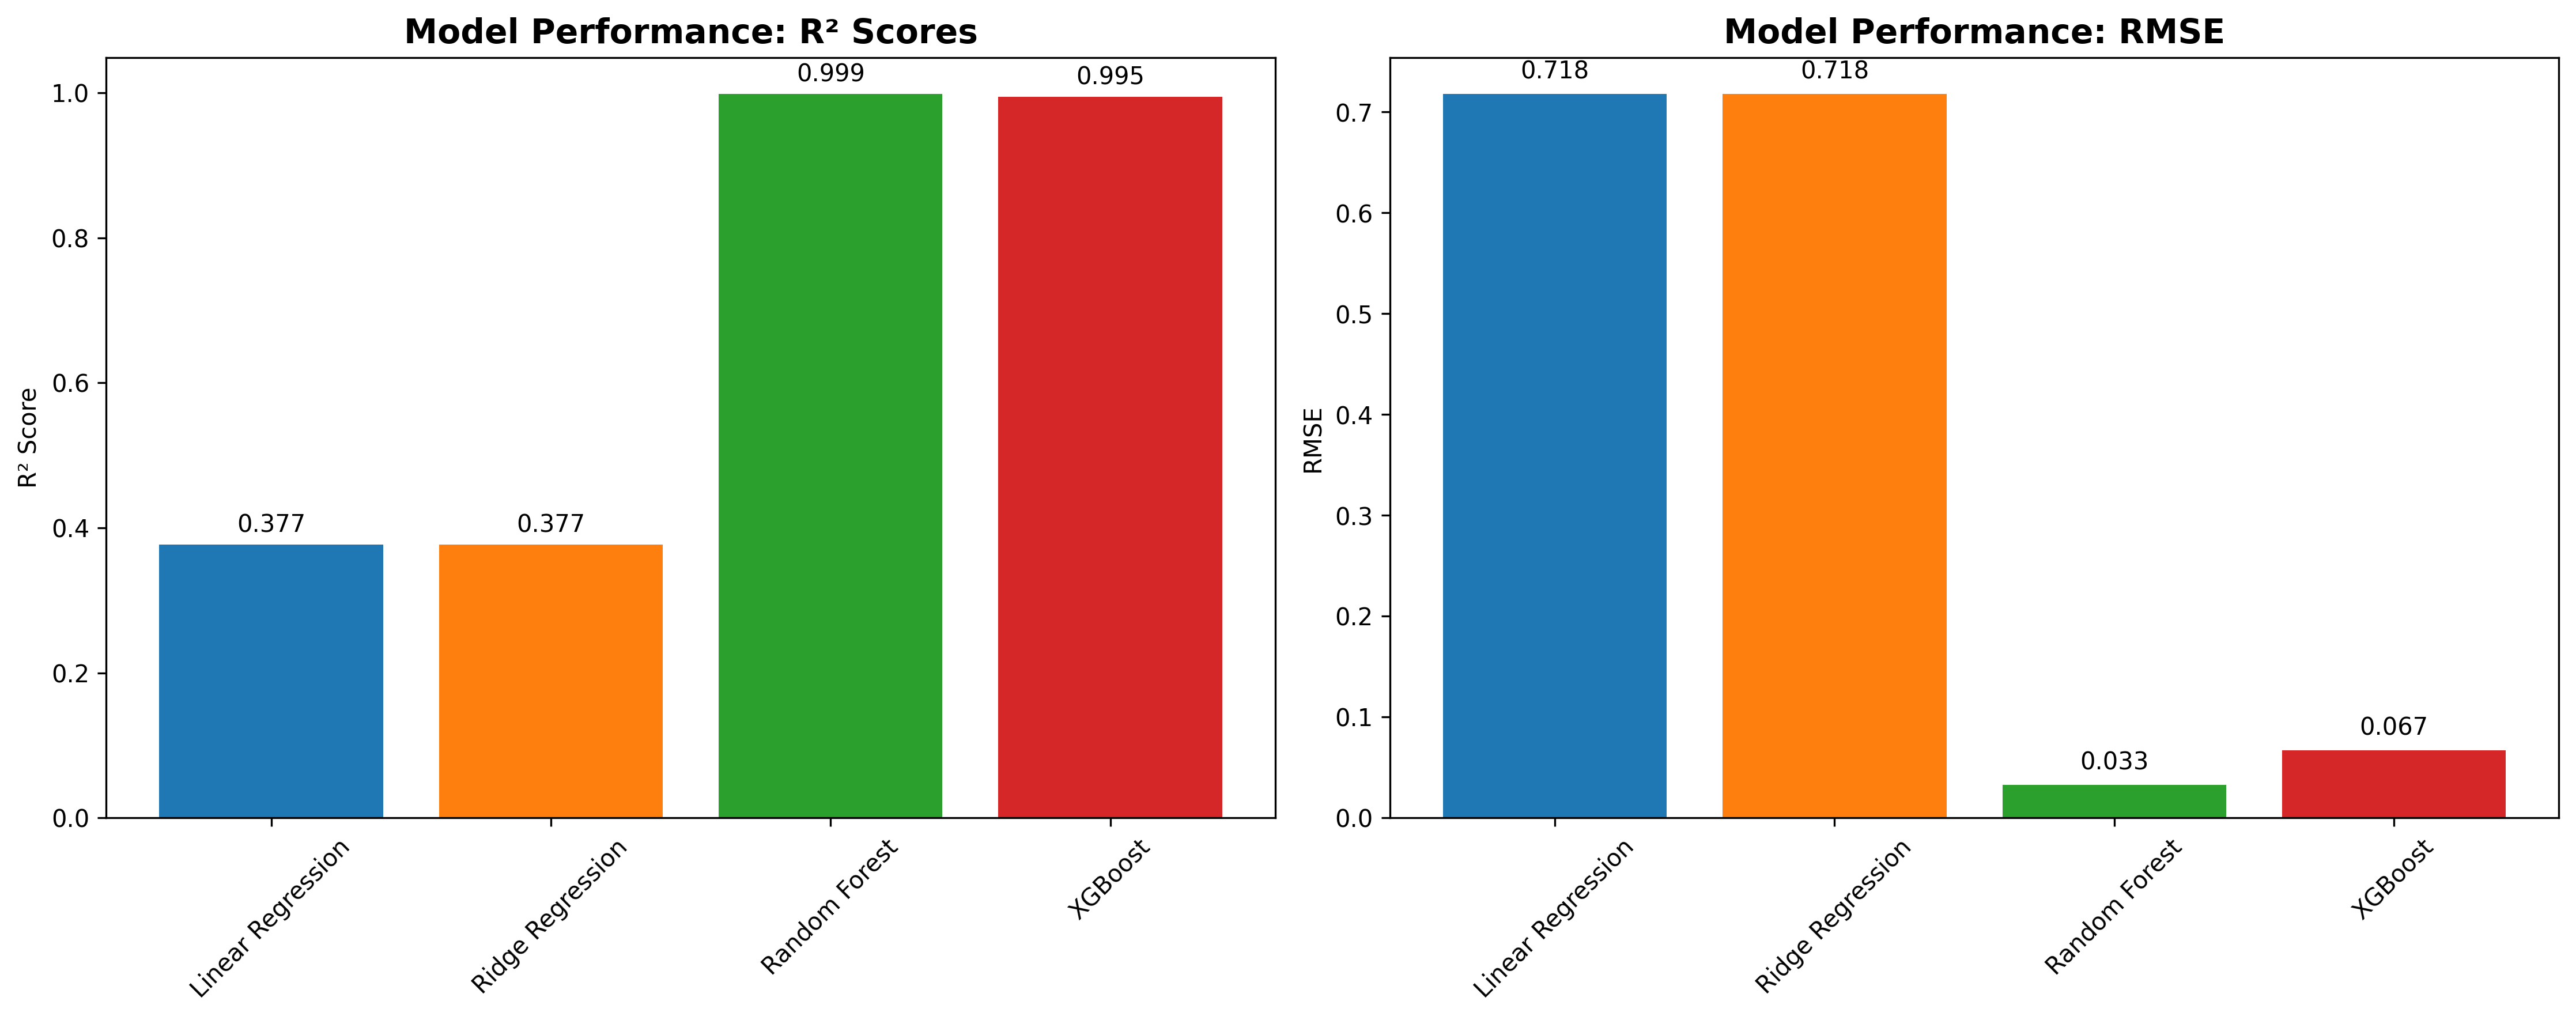 Model Performance: R² Scores
R² Score
1.0
0.8
0.6
0.4
0.2
0.0
0.377
0.377
0.999
0.995
Linear Regression
Ridge Regression
Random Forest
XGBoost
Model Performance: RMSE
RMSE
0.7
0.6
0.5
0.4
0.3
0.2
0.1
0.0
0.718
0.718
0.033
0.067
Linear Regression
Ridge Regression
Random Forest
XGBoost